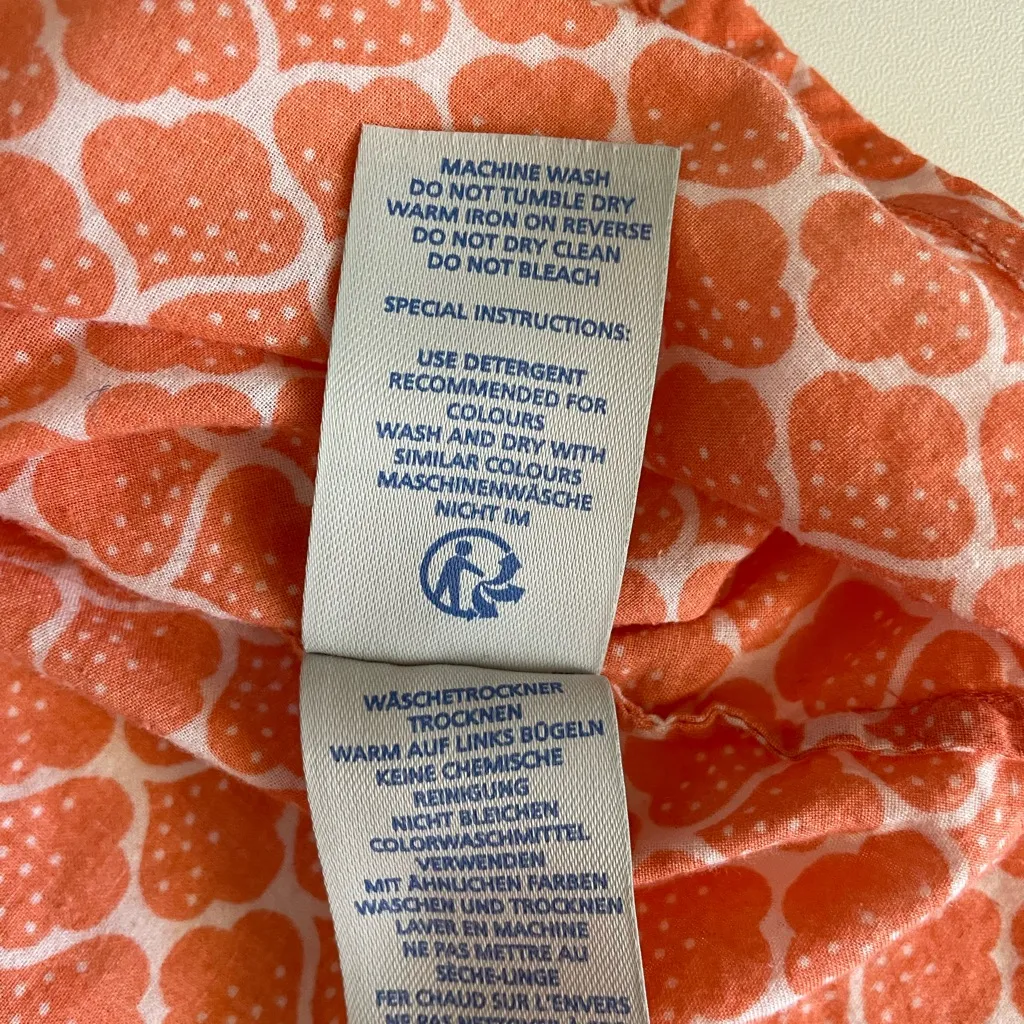 MACHINE WASH
DO NOT TUMBLE DRY
WARM IRON ON REVERSE
DO NOT DRY CLEAN
DO NOT BLEACH
SPECIAL INSTRUCTIONS:
USE DETERGENT
RECOMMENDED FOR
COLOURS
WASH AND DRY WITH
SIMILAR COLOURS
MASCHINENWÄSCHE
NICHT IM
WÄSCHETROCKNER
TROCKNEN
WARM AUF LINKS BÜGELN
KEINE CHEMISCHE
REINIGUNG
NICHT BLEICHEN
COLORWASCHMITTEL
VERWENDEN
MIT ÄHNLICHEN FARBEN
WASCHEN UND TROCKNEN
LAVER EN MACHINE
NE PAS METTRE AU
SÈCHE-LINGE
FER CHAUD SUR L'ENVERS
NE PAS NETTOYER À